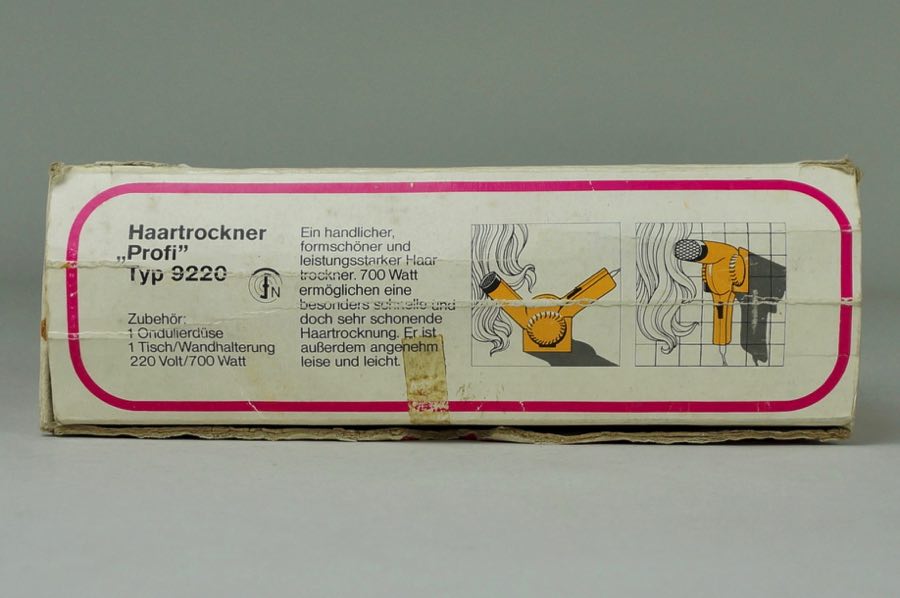 Haartrockner
„Profi”
Typ 9220
N
Zubehör:
1 Ondulierdüse
1 Tisch/Wandhalterung
220 Volt/700 Watt
Ein handlicher,
formschöner und
leistungsstarker Haar
trockner. 700 Watt
ermöglichen eine
besonders schnelle und
doch sehr schonende
Haartrocknung. Er ist
außerdem angenehm
leise und leicht.